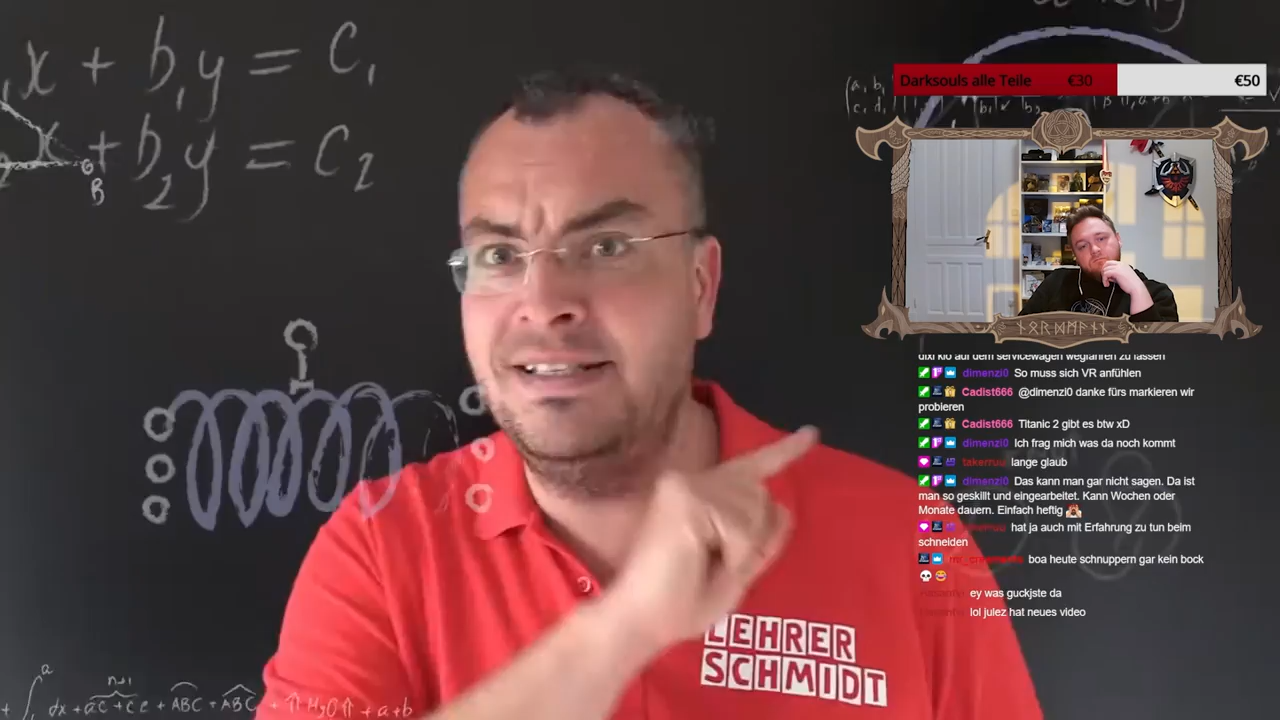 x + b₁y = C₁
x + b₂y = C₂
B
Darksouls alle Teile €30 €50
dixi klo auf dem servicewagen wegfahren zu lassen
dimenzi0 So muss sich VR anfühlen
Cadist666 @dimenzi0 danke fürs markieren wir
probieren
Cadist666 Titanic 2 gibt es btw xD
dimenzi0 Ich frag mich was da noch kommt
takerruu lange glaub
dimenzi0 Das kann man gar nicht sagen. Da ist
man so geskillt und eingearbeitet. Kann Wochen oder
Monate dauern. Einfach heftig
hat ja auch mit Erfahrung zu tun beim
schneiden
boa heute schnuppern gar kein bock
ey was guckjste da
lol julez hat neues video
LEHRER
SCHMIDT